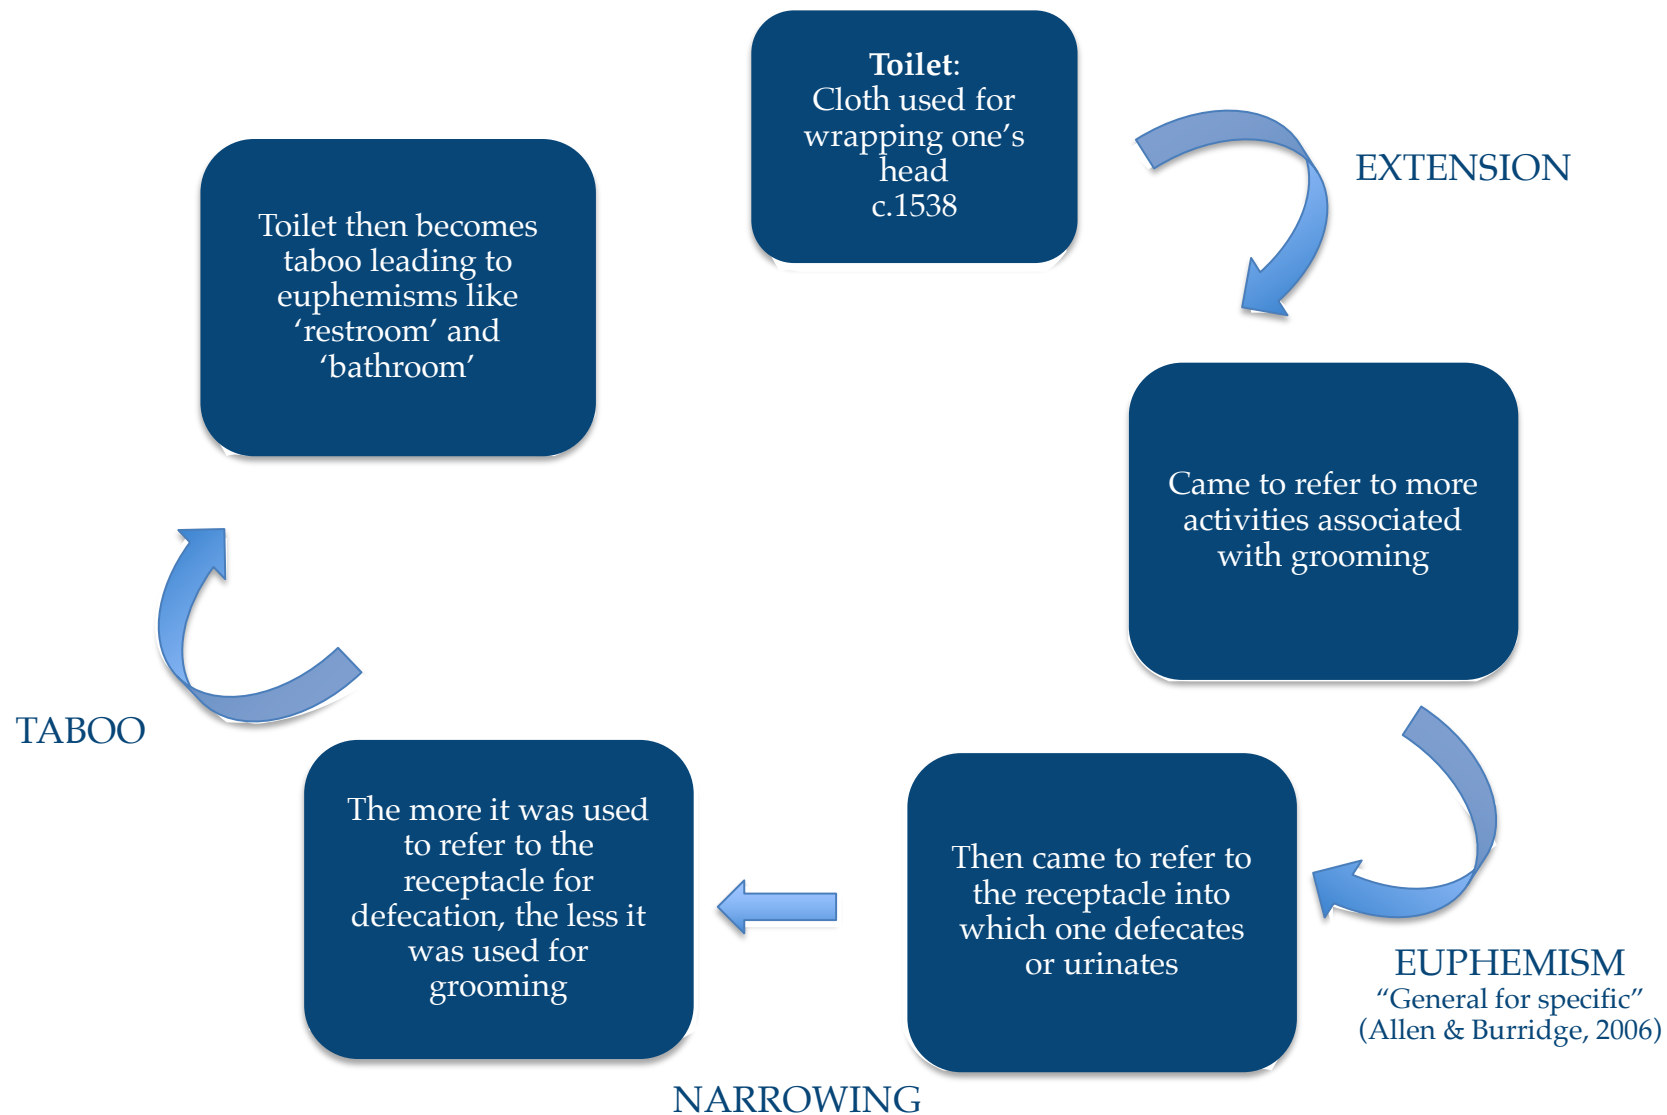 Toilet:
Cloth used for
wrapping one’s
head
c.1538
EXTENSION
Came to refer to more
activities associated
with grooming
EUPHEMISM
“General for specific”
(Allen & Burridge, 2006)
Then came to refer to
the receptacle into
which one defecates
or urinates
NARROWING
The more it was used
to refer to the
receptacle for
defecation, the less it
was used for
grooming
TABOO
Toilet then becomes
taboo leading to
euphemisms like
‘restroom’ and
‘bathroom’